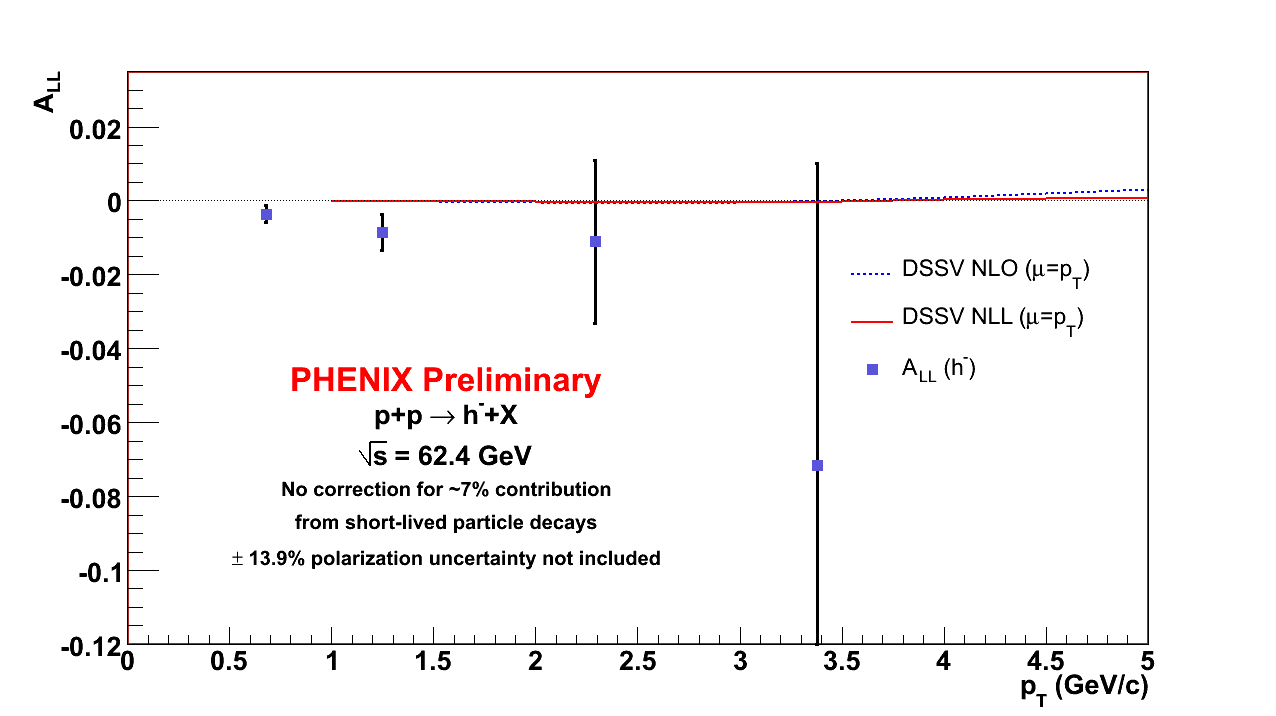 A_LL
0.02
0
-0.02
-0.04
-0.06
-0.08
-0.1
-0.12
DSSV NLO (μ=p_T)
DSSV NLL (μ=p_T)
A_LL (h⁻)
PHENIX Preliminary
p+p → h⁻+X
√s = 62.4 GeV
No correction for ~7% contribution
from short-lived particle decays
± 13.9% polarization uncertainty not included
0 0.5 1 1.5 2 2.5 3 3.5 4 4.5 5
p_T (GeV/c)